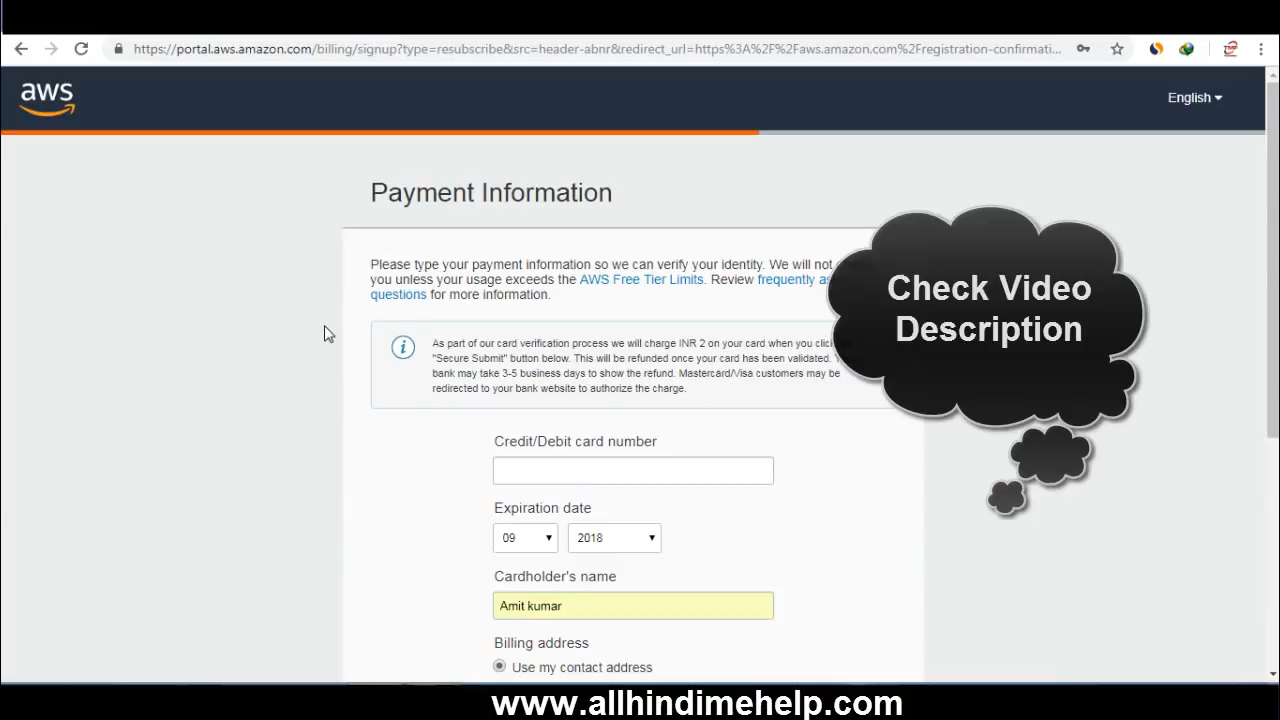 https://portal.aws.amazon.com/billing/signup?type=resubscribe&src=header-abnr&redirect_url=https%3A%2F%2Faws.amazon.com%2Fregistration-confirmati...
aws
English
Payment Information
Please type your payment information so we can verify your identity. We will not
you unless your usage exceeds the AWS Free Tier Limits. Review frequently as
questions for more information.
As part of our card verification process we will charge INR 2 on your card when you clic
"Secure Submit" button below. This will be refunded once your card has been validated. Y
bank may take 3-5 business days to show the refund. Mastercard/Visa customers may be
redirected to your bank website to authorize the charge.
Check Video
Description
Credit/Debit card number
Expiration date
09 2018
Cardholder's name
Amit kumar
Billing address
Use my contact address
www.allhindimehelp.com